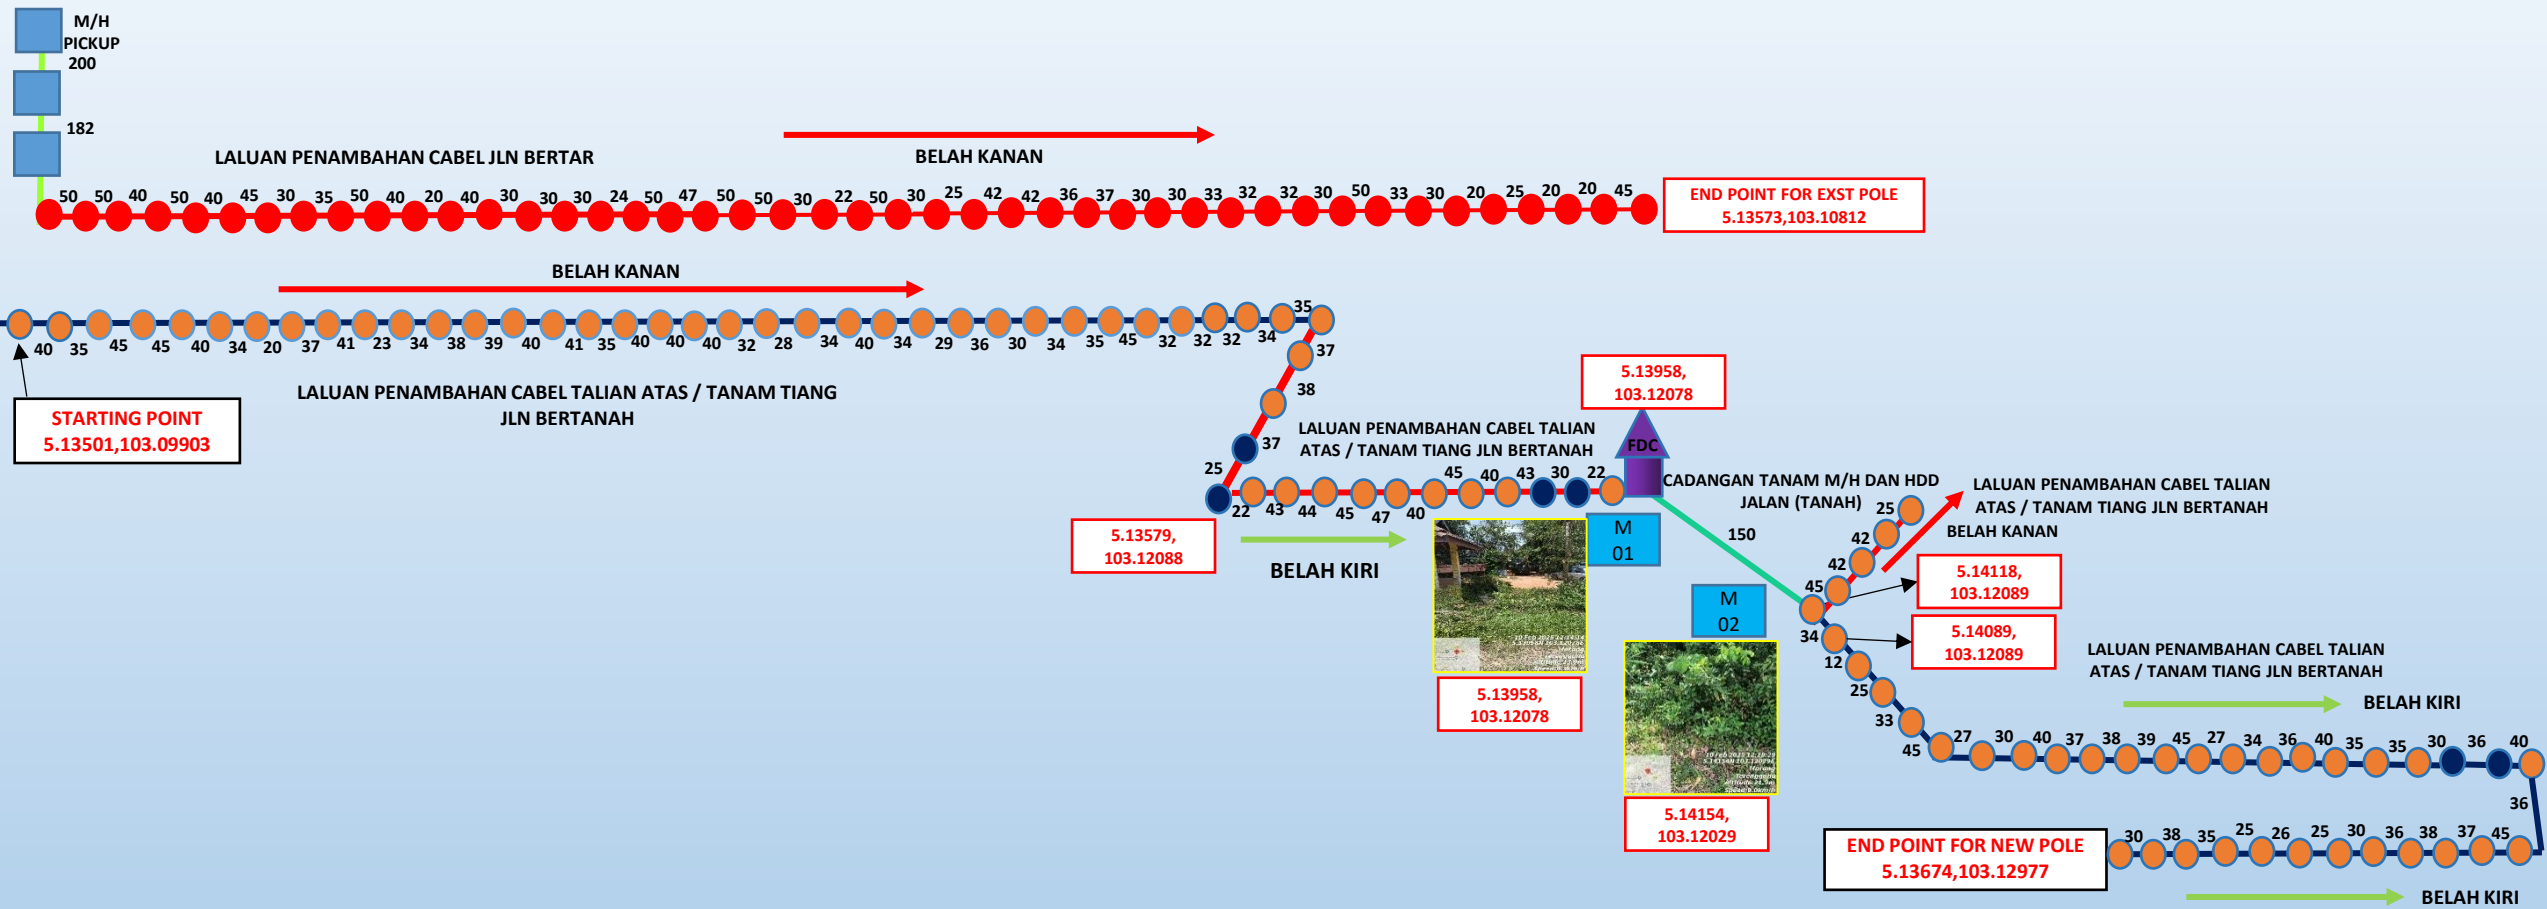 M/H
PICKUP
200
182
LALUAN PENAMBAHAN CABEL JLN BERTAR
BELAH KANAN
50 50 40 50 40 45 30 35 50 40 20 40 30 30 30 24 50 47 50 50 30 22 50 30 25 42 42 36 37 30 30 33 32 32 30 50 33 30 20 25 20 20 45
END POINT FOR EXST POLE
5.13573,103.10812
BELAH KANAN
40 35 45 45 40 34 20 37 41 23 34 38 39 40 41 35 40 40 40 32 28 34 40 34 29 36 30 34 35 45 32 32 32 34 35
STARTING POINT
5.13501,103.09903
LALUAN PENAMBAHAN CABEL TALIAN ATAS / TANAM TIANG
JLN BERTANAH
37
38
37
25
5.13579,
103.12088
LALUAN PENAMBAHAN CABEL TALIAN
ATAS / TANAM TIANG JLN BERTANAH
22 43 44 45 47 40 45 40 43 30 22
BELAH KIRI
5.13958,
103.12078
FDC
M
01
5.13958,
103.12078
CADANGAN TANAM M/H DAN HDD
JALAN (TANAH)
150
M
02
5.14154,
103.12029
LALUAN PENAMBAHAN CABEL TALIAN
ATAS / TANAM TIANG JLN BERTANAH
BELAH KANAN
25
42
42
45
5.14118,
103.12089
5.14089,
103.12089
34
12
25
33
45
LALUAN PENAMBAHAN CABEL TALIAN
ATAS / TANAM TIANG JLN BERTANAH
BELAH KIRI
27 30 40 37 38 39 45 27 34 36 40 35 35 30 36 40
36
30 38 35 25 26 25 30 36 38 37 45
END POINT FOR NEW POLE
5.13674,103.12977
BELAH KIRI